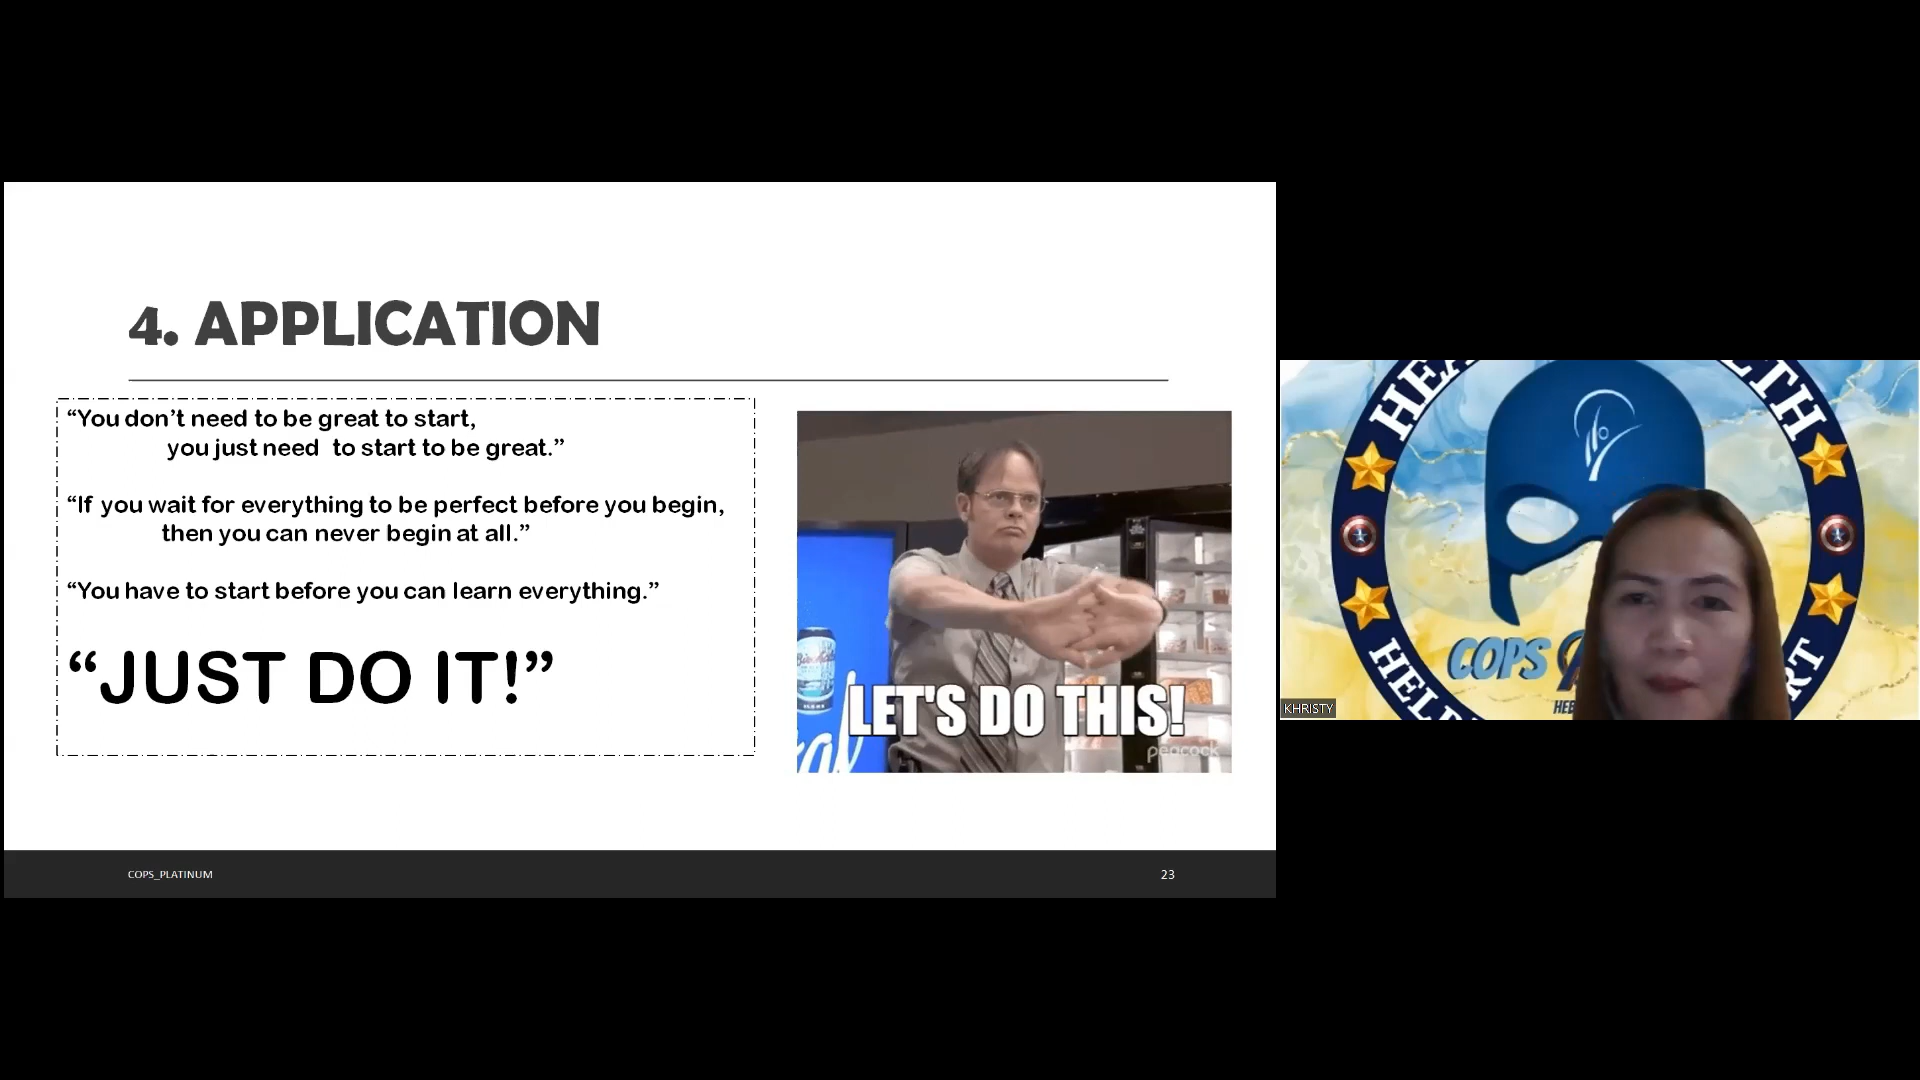 4. APPLICATION
“You don’t need to be great to start,
you just need to start to be great.”
“If you wait for everything to be perfect before you begin,
then you can never begin at all.”
“You have to start before you can learn everything.”
“JUST DO IT!”
LET'S DO THIS!
peacock
COPS_PLATINUM
23
COPS
KHRISTY